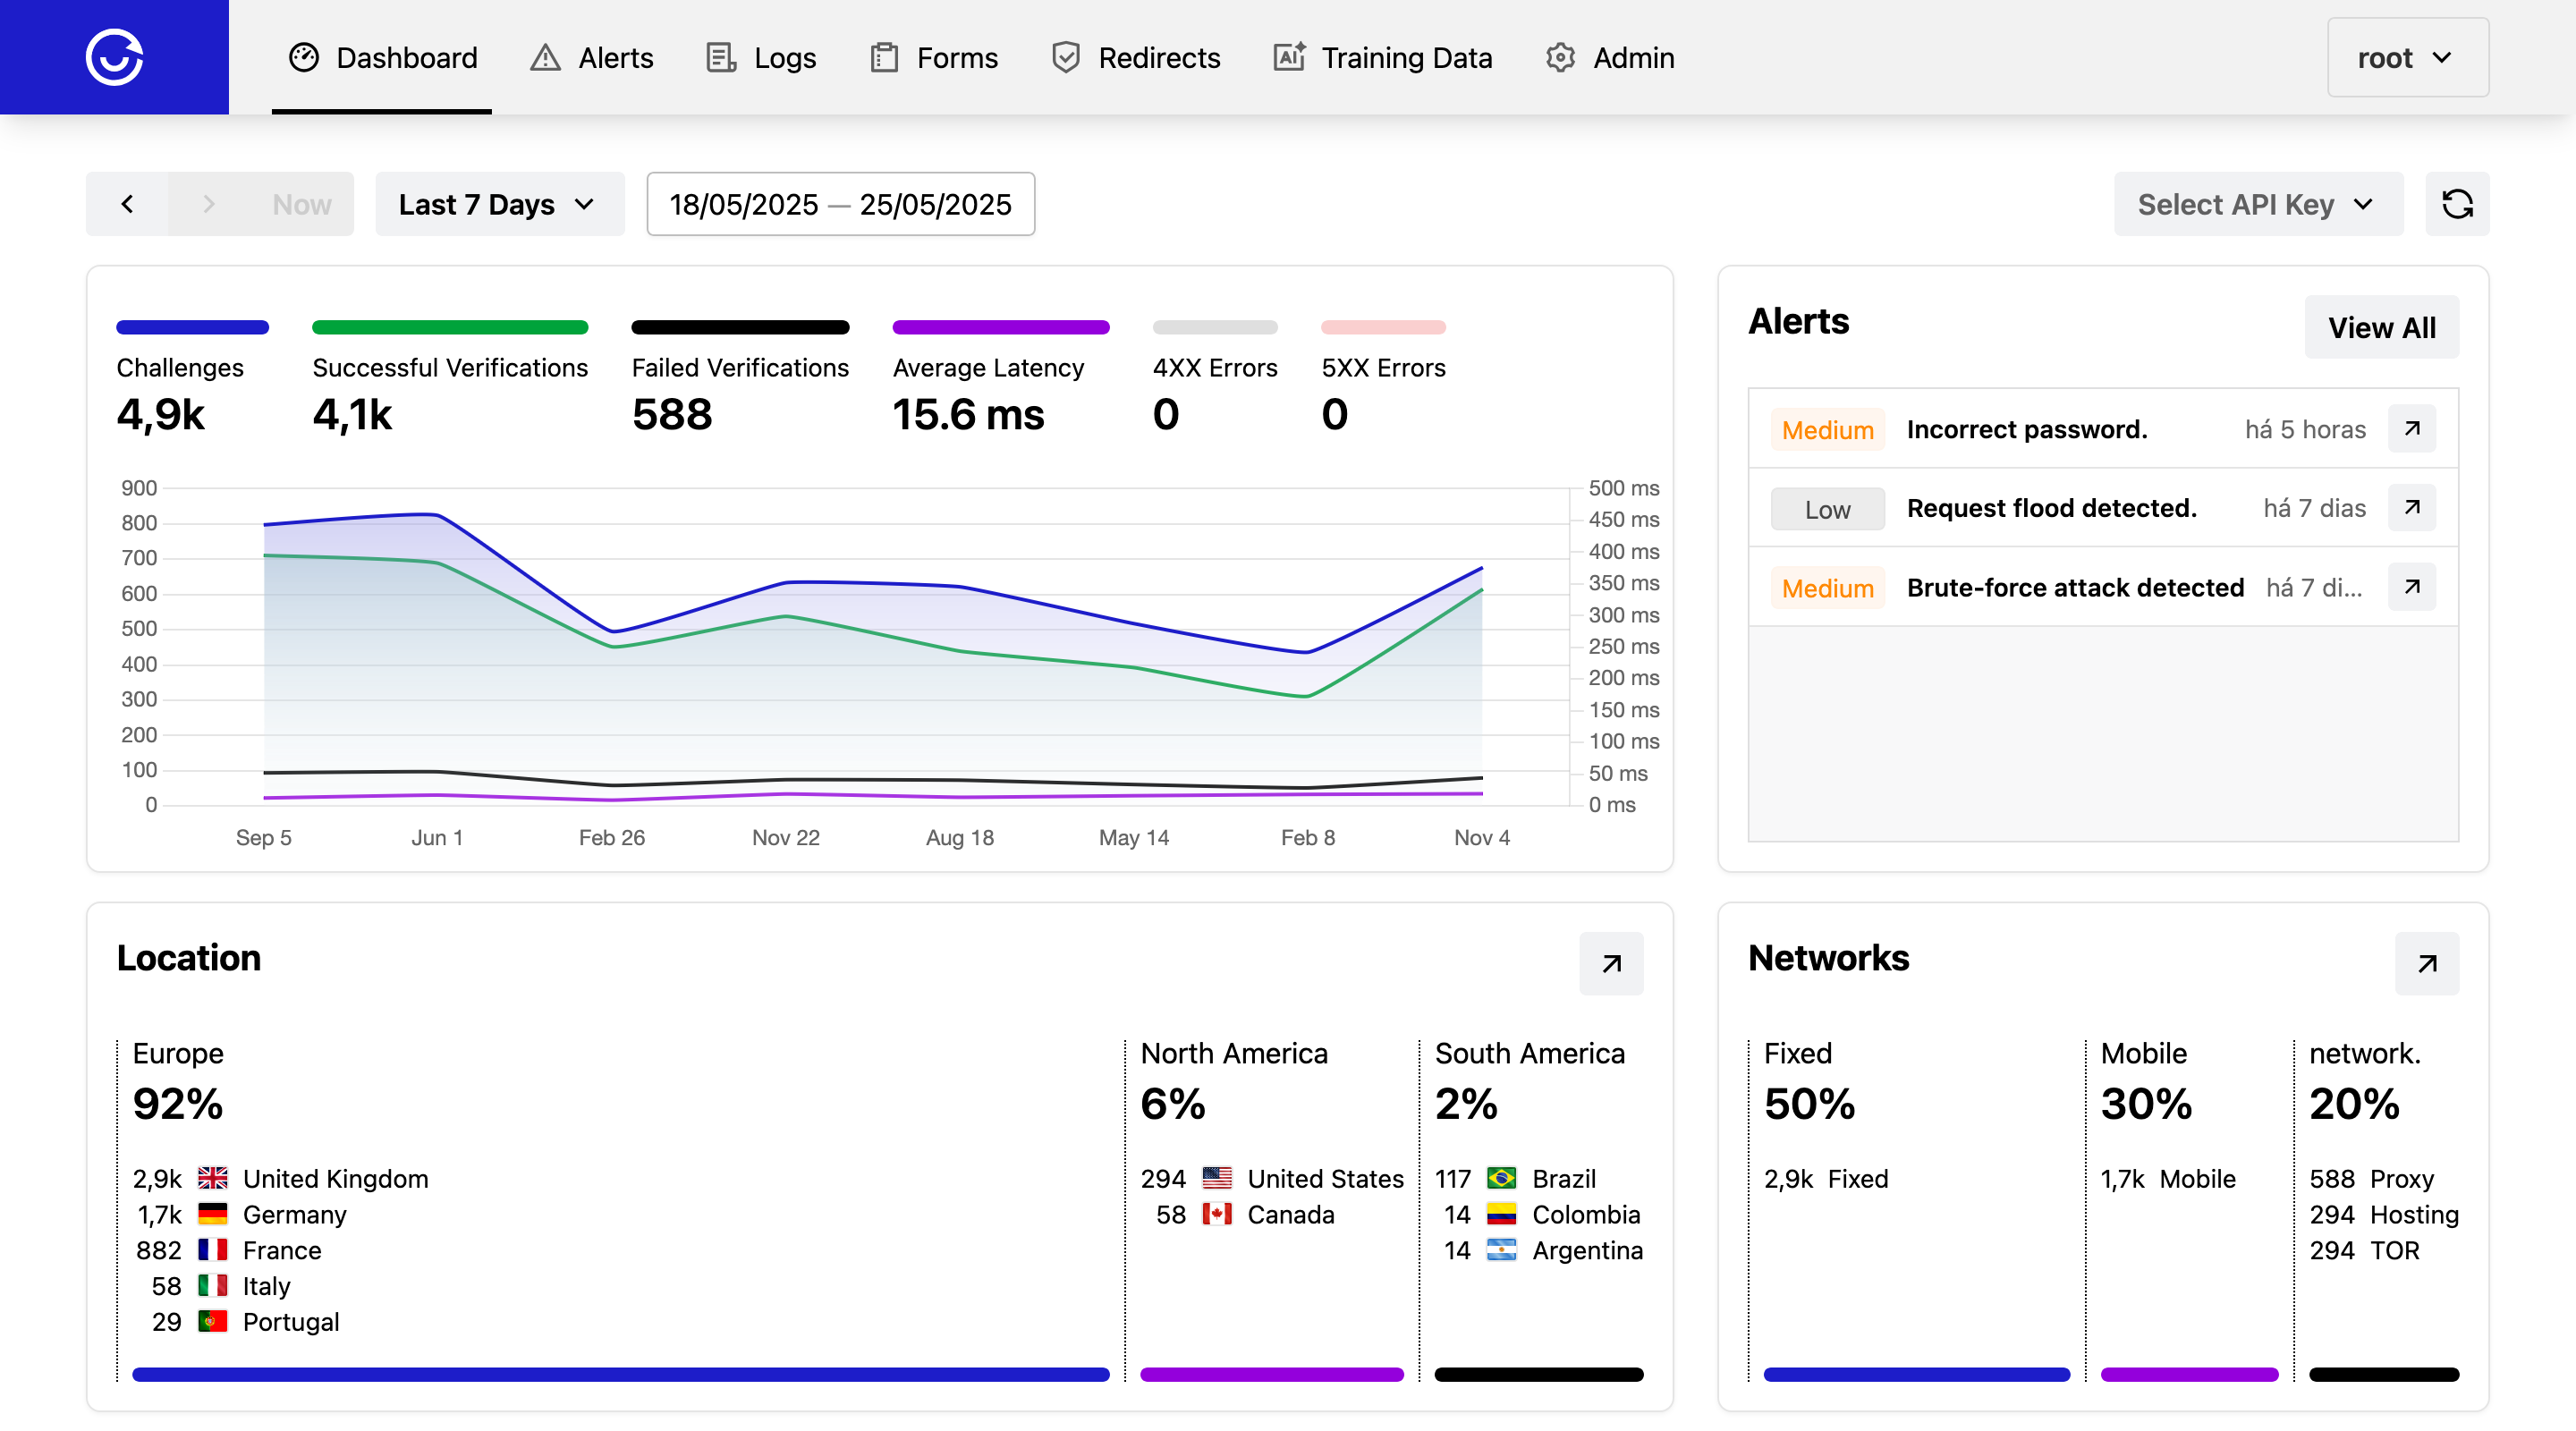 Dashboard
Alerts
Logs
Forms
Redirects
AI Training Data
Admin
root
Now
Last 7 Days
18/05/2025 — 25/05/2025
Select API Key
Challenges
4,9k
Successful Verifications
4,1k
Failed Verifications
588
Average Latency
15.6 ms
4XX Errors
0
5XX Errors
0
900
800
700
600
500
400
300
200
100
0
500 ms
450 ms
400 ms
350 ms
300 ms
250 ms
200 ms
150 ms
100 ms
50 ms
0 ms
Sep 5
Jun 1
Feb 26
Nov 22
Aug 18
May 14
Feb 8
Nov 4
Alerts
View All
Medium Incorrect password. há 5 horas
Low Request flood detected. há 7 dias
Medium Brute-force attack detected há 7 di...
Location
Europe
92%
2,9k United Kingdom
1,7k Germany
882 France
58 Italy
29 Portugal
North America
6%
294 United States
58 Canada
South America
2%
117 Brazil
14 Colombia
14 Argentina
Networks
Fixed
50%
2,9k Fixed
Mobile
30%
1,7k Mobile
network.
20%
588 Proxy
294 Hosting
294 TOR